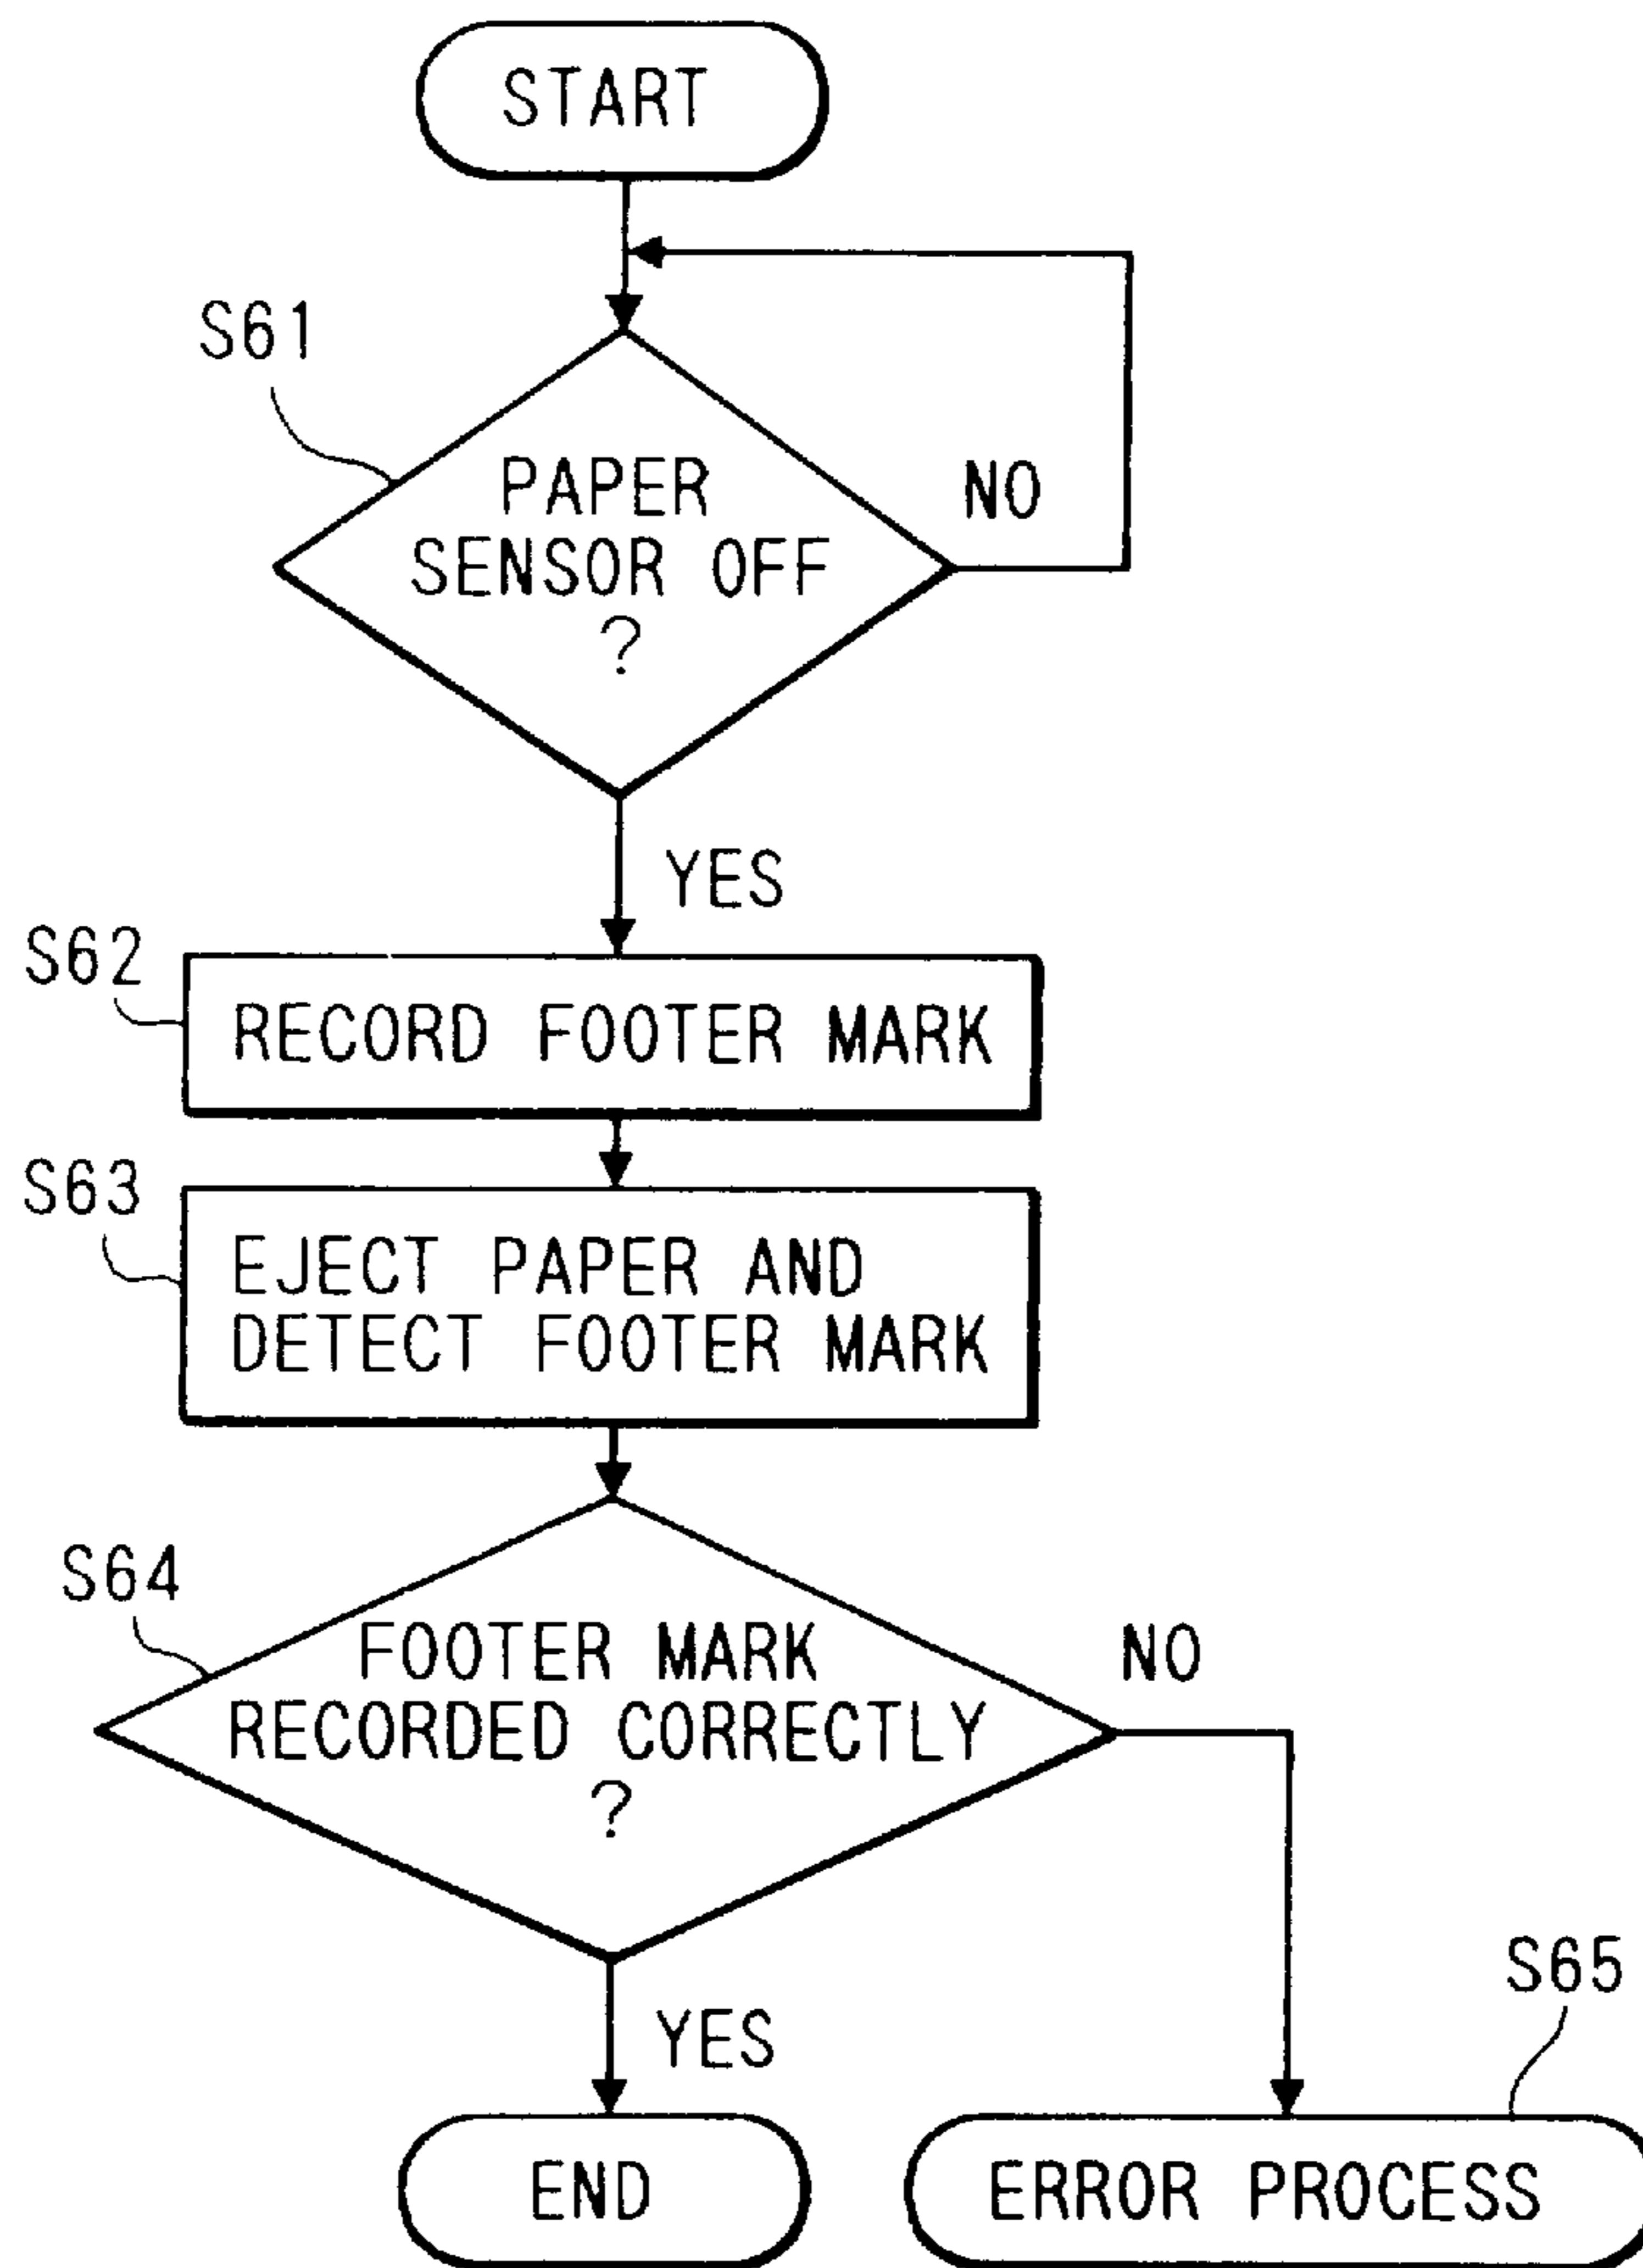 START
S61
PAPER
SENSOR OFF
?
NO
YES
S62
RECORD FOOTER MARK
S63
EJECT PAPER AND
DETECT FOOTER MARK
S64
FOOTER MARK
RECORDED CORRECTLY
?
NO
YES
S65
END
ERROR PROCESS